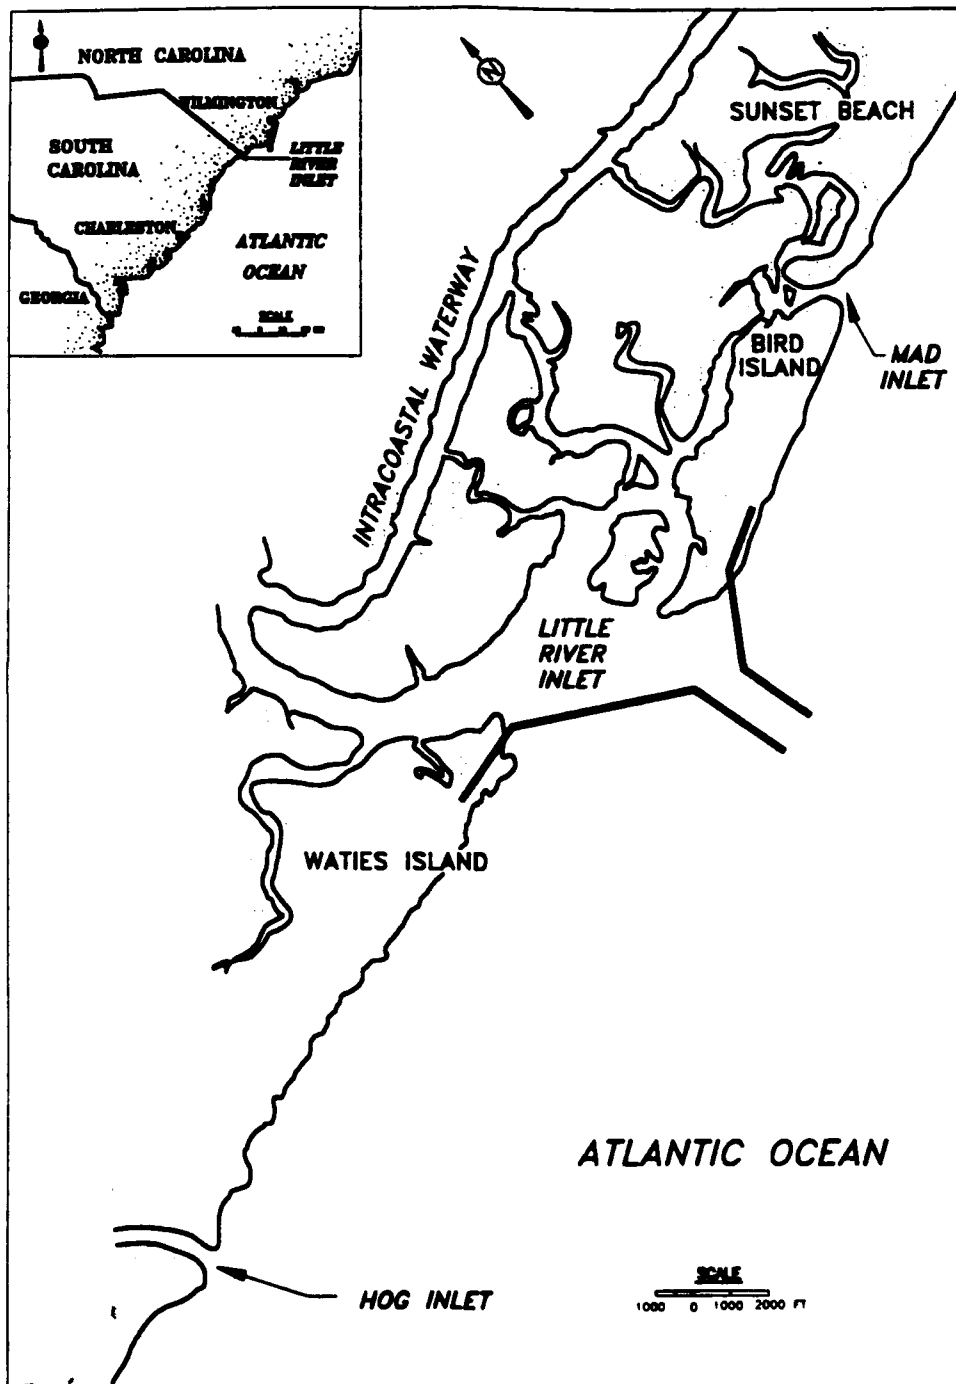 NORTH CAROLINA
WILMINGTON
SOUTH
CAROLINA
LITTLE
RIVER
INLET
CHARLESTON
ATLANTIC
OCEAN
GEORGIA
SCALE
N
SUNSET BEACH
INTRACOASTAL WATERWAY
BIRD
ISLAND
MAD
INLET
LITTLE
RIVER
INLET
WATIES ISLAND
ATLANTIC OCEAN
HOG INLET
SCALE
1000 0 1000 2000 FT